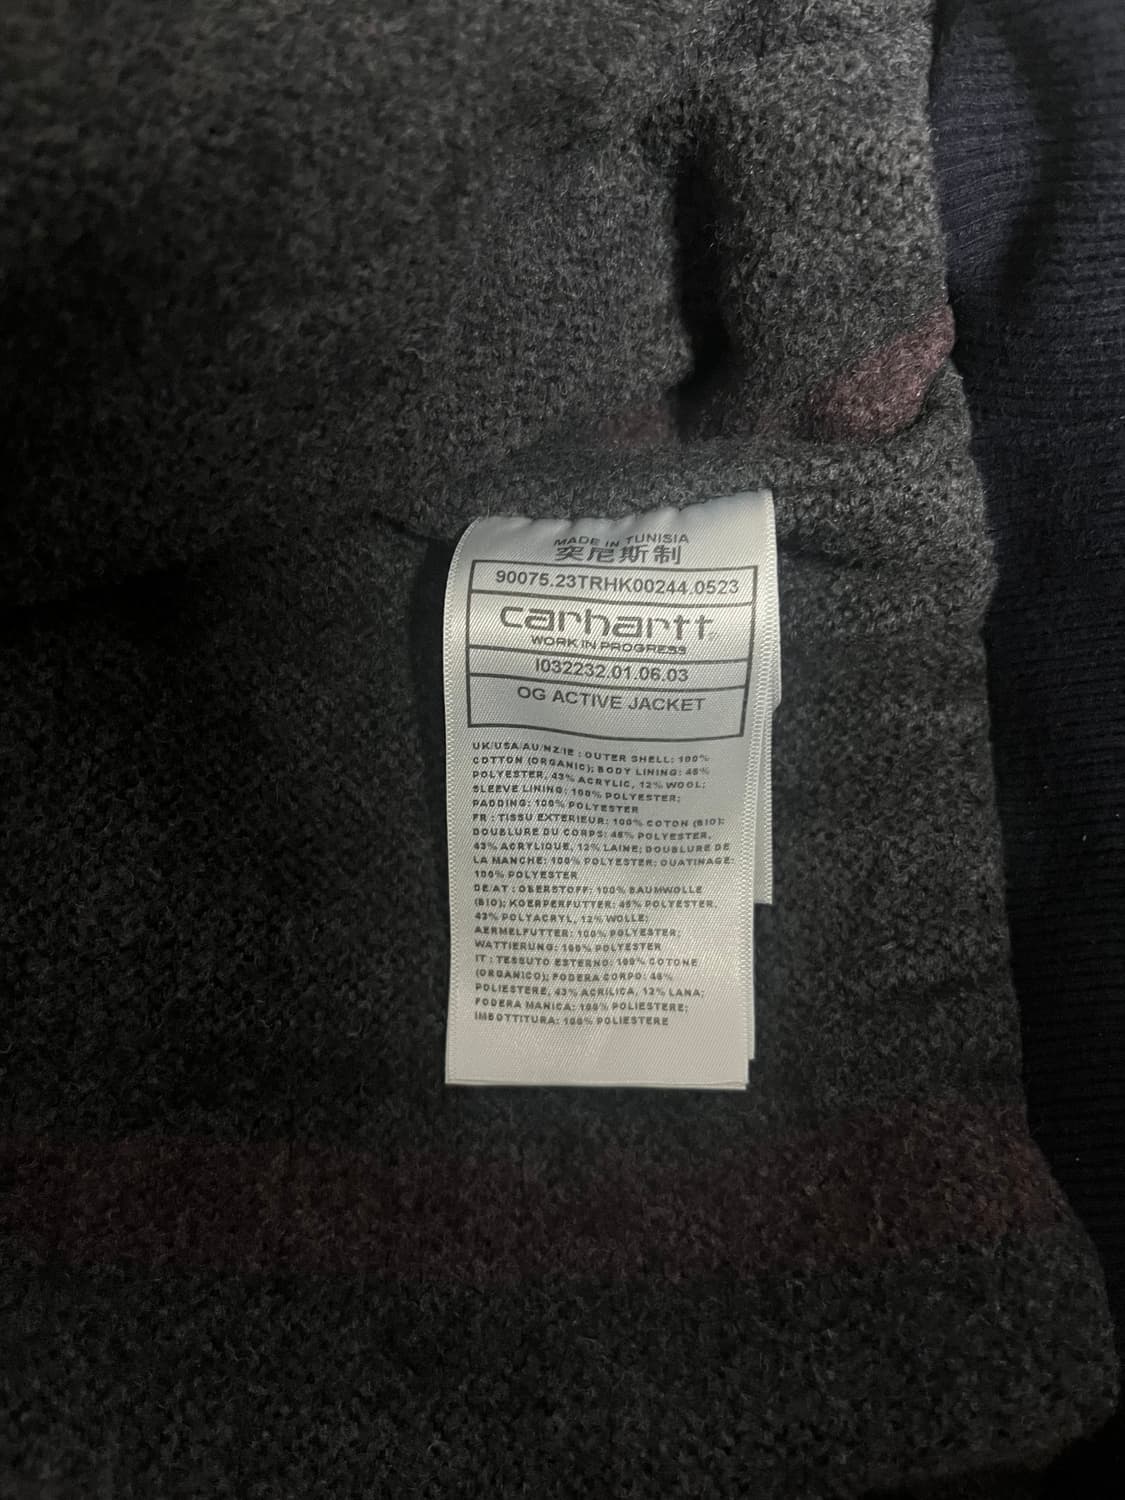 MADE IN TUNISIA
突尼斯制
90075.23TRHK00244.0523
carhartt®
WORK IN PROGRESS
I032232.01.06.03
OG ACTIVE JACKET
UK/USA/AU/NZ/IE : OUTER SHELL: 100%
COTTON (ORGANIC); BODY LINING: 45%
POLYESTER, 43% ACRYLIC, 12% WOOL;
SLEEVE LINING: 100% POLYESTER;
PADDING: 100% POLYESTER
FR : TISSU EXTERIEUR: 100% COTON (BIO);
DOUBLURE DU CORPS: 45% POLYESTER,
43% ACRYLIQUE, 12% LAINE; DOUBLURE DE
LA MANCHE: 100% POLYESTER; OUATINAGE:
100% POLYESTER
DE/AT : OBERSTOFF: 100% BAUMWOLLE
(BIO); KOERPERFUTTER: 45% POLYESTER,
43% POLYACRYL, 12% WOLLE;
AERMELFUTTER: 100% POLYESTER;
WATTIERUNG: 100% POLYESTER
IT : TESSUTO ESTERNO: 100% COTONE
(ORGANICO); FODERA CORPO: 45%
POLIESTERE, 43% ACRILICA, 12% LANA;
FODERA MANICA: 100% POLIESTERE;
IMBOTTITURA: 100% POLIESTERE